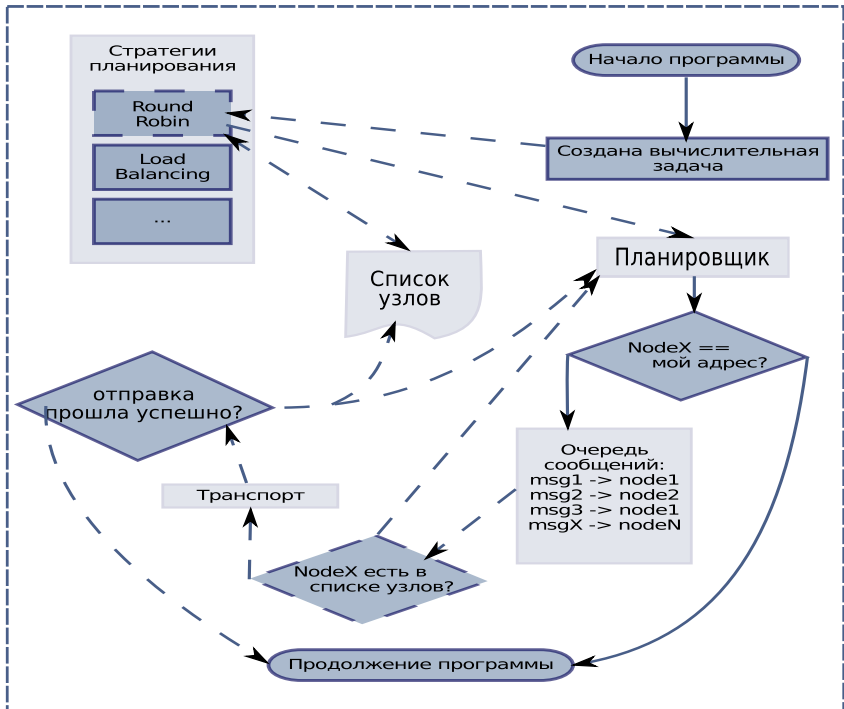 Стратегии
планирования
Round
Robin
Load
Balancing
...
Начало программы
Создана вычислительная
задача
Планировщик
Список
узлов
NodeX ==
мой адрес?
отправка
прошла успешно?
Очередь
сообщений:
msg1 -> node1
msg2 -> node2
msg3 -> node1
msgX -> nodeN
Транспорт
NodeX есть в
списке узлов?
Продолжение программы